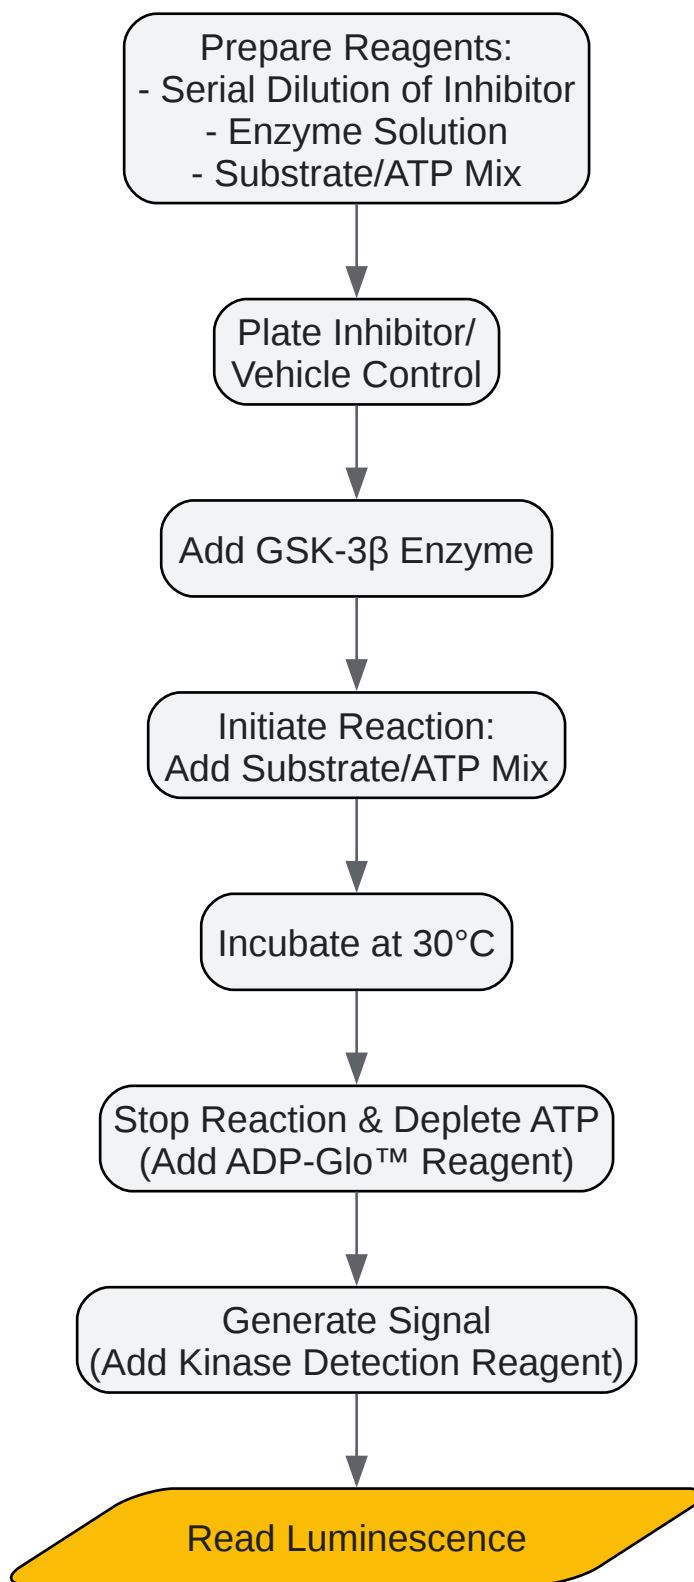 Prepare Reagents:
- Serial Dilution of Inhibitor
- Enzyme Solution
- Substrate/ATP Mix
Plate Inhibitor/
Vehicle Control
Add GSK-3β Enzyme
Initiate Reaction:
Add Substrate/ATP Mix
Incubate at 30°C
Stop Reaction & Deplete ATP
(Add ADP-Glo™ Reagent)
Generate Signal
(Add Kinase Detection Reagent)
Read Luminescence